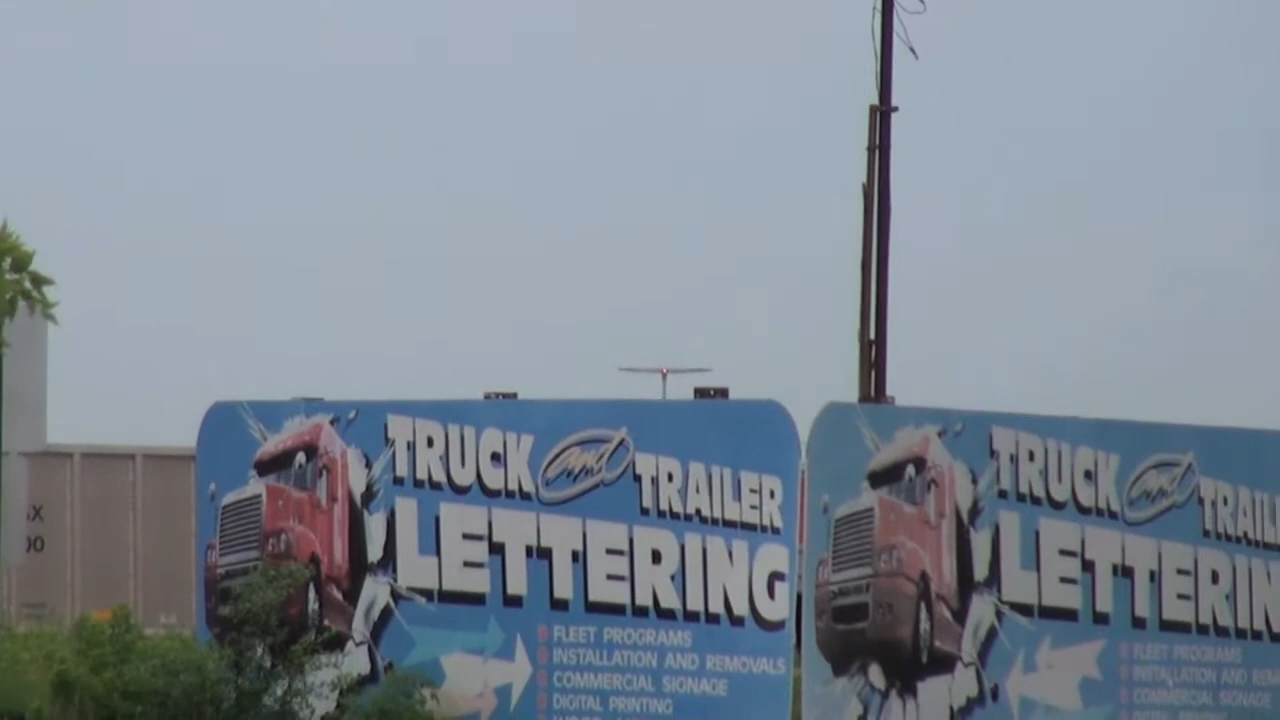 TRUCK and TRAILER
LETTERING
FLEET PROGRAMS
INSTALLATION AND REMOVALS
COMMERCIAL SIGNAGE
DIGITAL PRINTING
TRUCK and TRAIL
LETTERIN
FLEET PROGRAMS
INSTALLATION AND REM
COMMERCIAL SIGNAGE
X
00